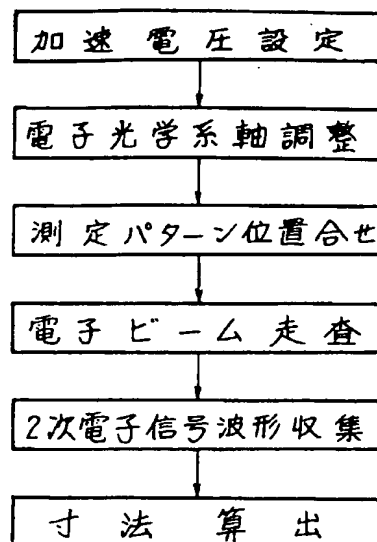 加速電圧設定
電子光学系軸調整
測定パターン位置合せ
電子ビーム走査
2次電子信号波形収集
寸法算出